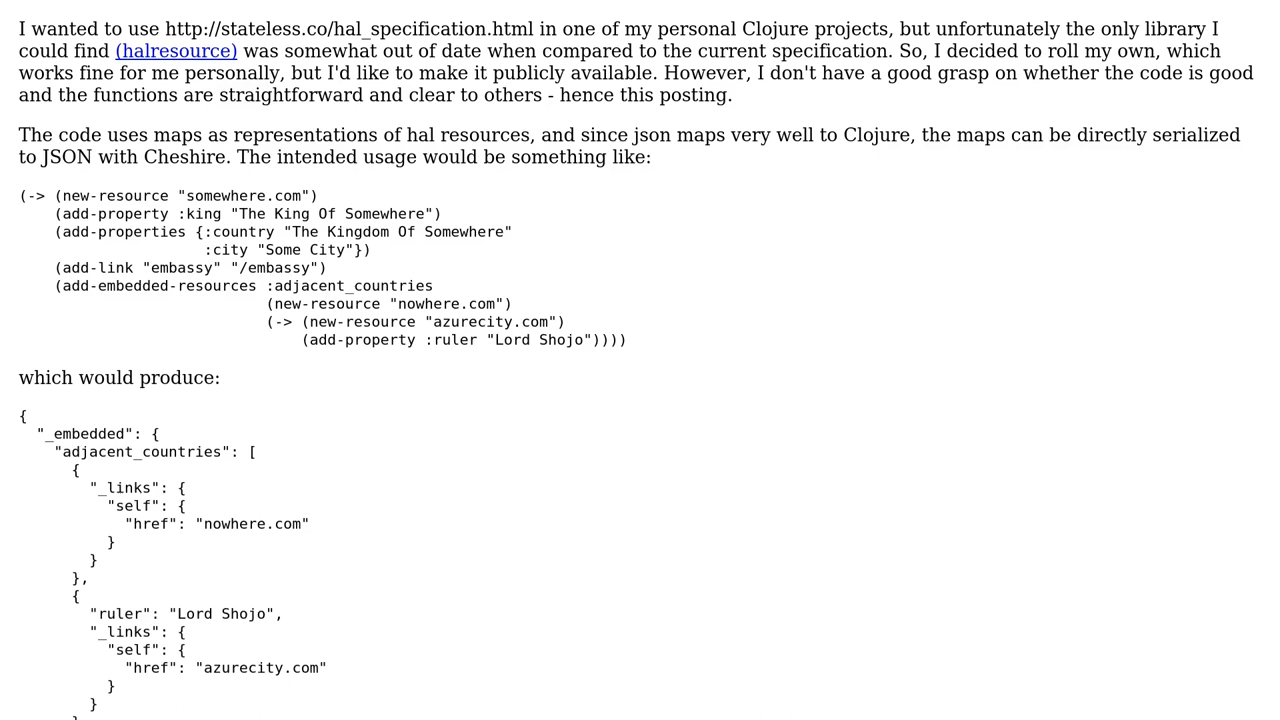 I wanted to use http://stateless.co/hal_specification.html in one of my personal Clojure projects, but unfortunately the only library I
could find (halresource) was somewhat out of date when compared to the current specification. So, I decided to roll my own, which
works fine for me personally, but I'd like to make it publicly available. However, I don't have a good grasp on whether the code is good
and the functions are straightforward and clear to others - hence this posting.
The code uses maps as representations of hal resources, and since json maps very well to Clojure, the maps can be directly serialized
to JSON with Cheshire. The intended usage would be something like:
(-> (new-resource "somewhere.com")
    (add-property :king "The King Of Somewhere")
    (add-properties {:country "The Kingdom Of Somewhere"
                     :city "Some City"})
    (add-link "embassy" "/embassy")
    (add-embedded-resources :adjacent_countries
                            (new-resource "nowhere.com")
                            (-> (new-resource "azurecity.com")
                                (add-property :ruler "Lord Shojo"))))
which would produce:
{
  "_embedded": {
    "adjacent_countries": [
      {
        "_links": {
          "self": {
            "href": "nowhere.com"
          }
        }
      },
      {
        "ruler": "Lord Shojo",
        "_links": {
          "self": {
            "href": "azurecity.com"
          }
        }
      }